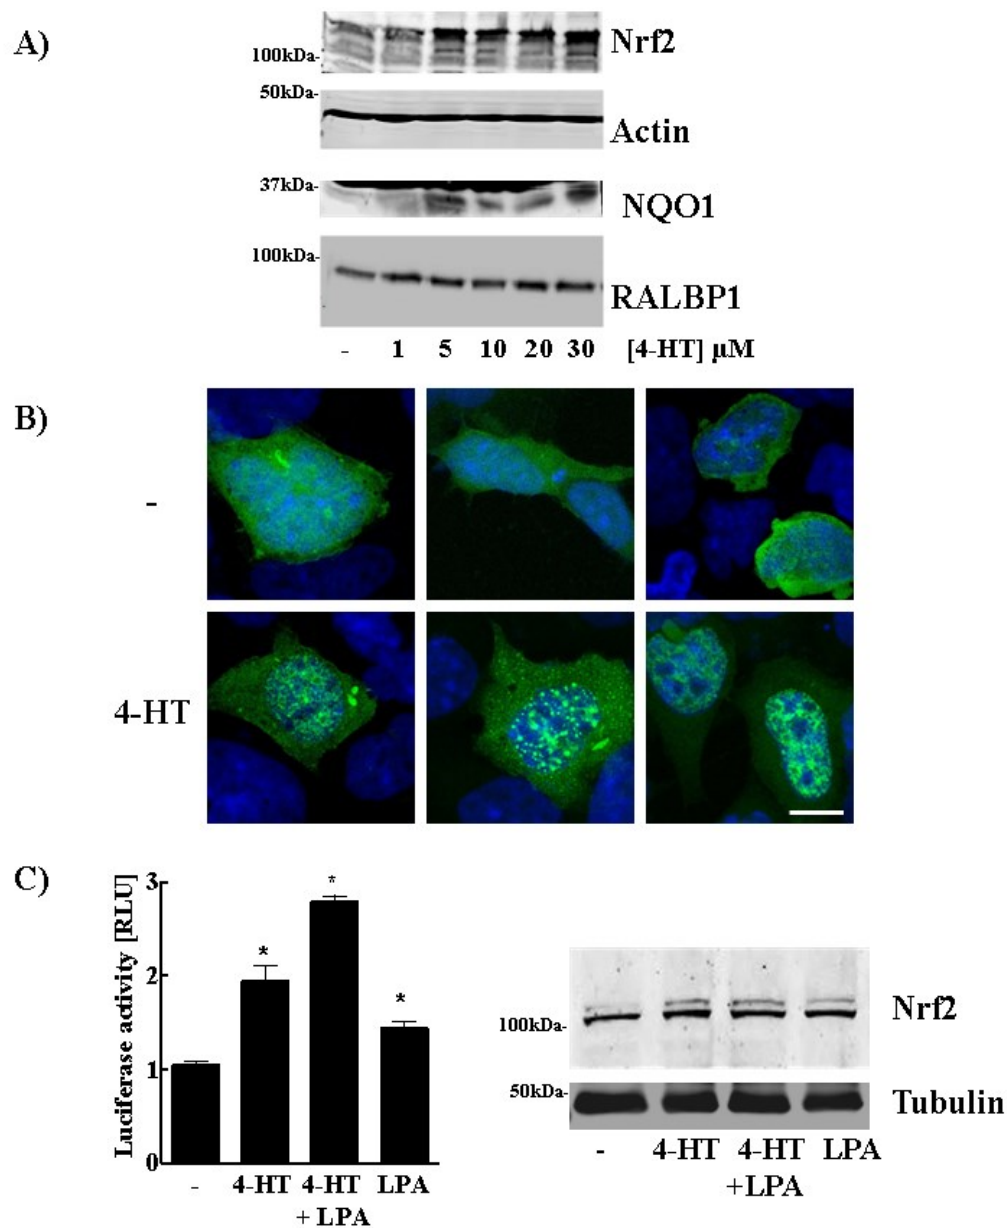 A)
Nrf2
100kDa-
50kDa-
Actin
37kDa-
NQO1
100kDa-
RALBP1
- 1 5 10 20 30 [4-HT] µM
B)
-
4-HT
C)
Luciferase activity [RLU]
3
*
*
2
*
1
0
- 4-HT 4-HT LPA
+ LPA
Nrf2
100kDa-
50kDa-
Tubulin
- 4-HT 4-HT LPA
+LPA